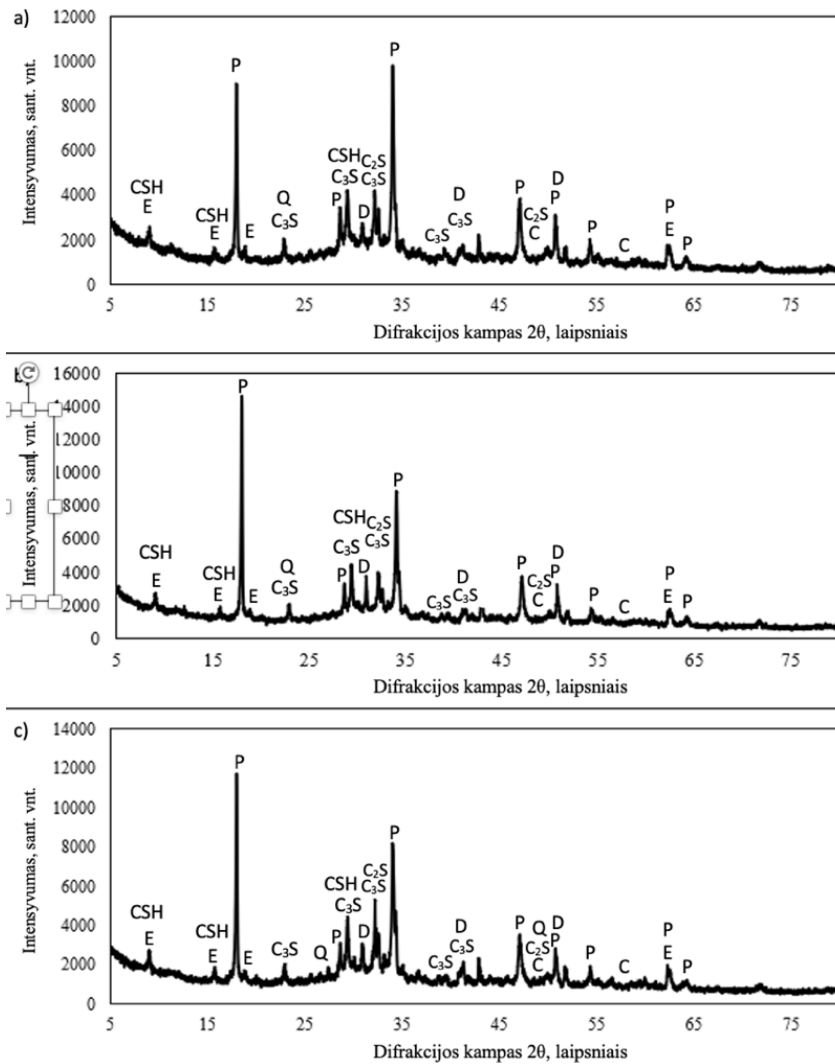 a)
Intensyvumas, sant. vnt.
12000
10000
8000
6000
4000
2000
0
CSH
E
CSH
E
P
E
Q
C₃S
P
CSH
C₃S
D
C₂S
C₃S
P
C₃S
D
C₃S
P
C₂S
C
D
P
P
C
P
E
P
5 15 25 35 45 55 65 75
Difrakcijos kampas 2θ, laipsniais
Intensyvumas, sant. vnt.
16000
14000
12000
10000
8000
6000
4000
2000
0
CSH
E
CSH
E
P
E
Q
C₃S
P
CSH
C₃S
D
C₂S
C₃S
P
C₃S
D
C₃S
P
C₂S
C
D
P
P
C
P
E
P
5 15 25 35 45 55 65 75
Difrakcijos kampas 2θ, laipsniais
c)
Intensyvumas, sant. vnt.
14000
12000
10000
8000
6000
4000
2000
0
CSH
E
CSH
E
P
E
C₃S
Q
P
CSH
C₃S
D
C₂S
C₃S
P
C₃S
D
C₃S
P
Q
C₂S
C
D
P
P
C
P
E
P
5 15 25 35 45 55 65 75
Difrakcijos kampas 2θ, laipsniais